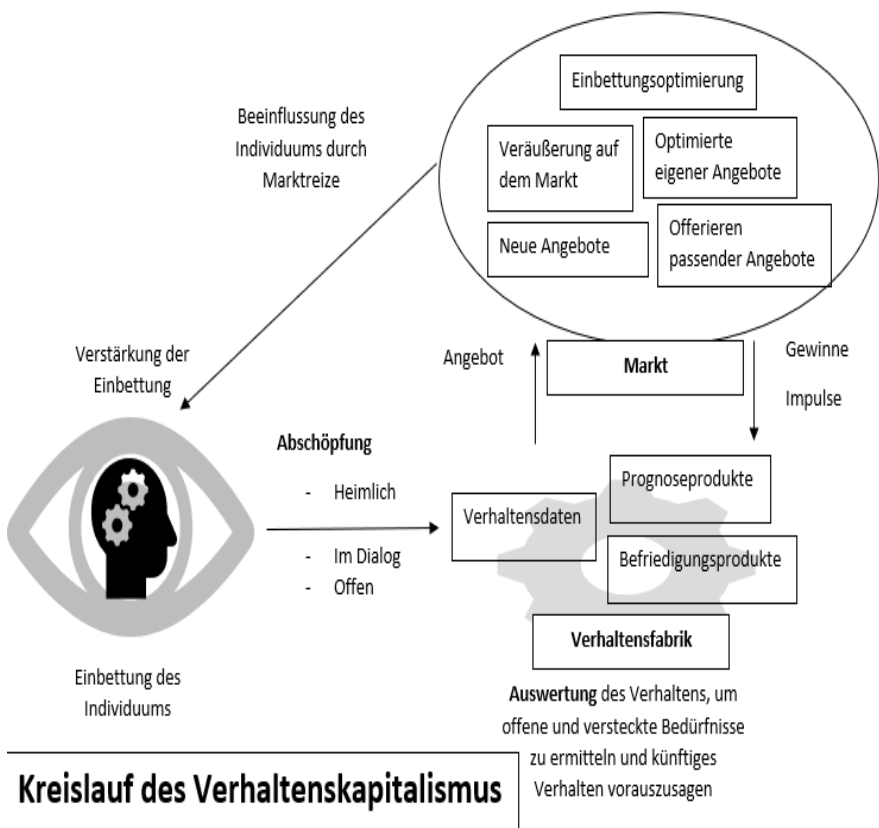 Einbettungsoptimierung
Beeinflussung des
Individuums durch
Marktreize
Veräußerung auf
dem Markt
Optimierte
eigener Angebote
Neue Angebote
Offerieren
passender Angebote
Verstärkung der
Einbettung
Angebot
Markt
Gewinne
Impulse
Abschöpfung
- Heimlich
- Im Dialog
- Offen
Verhaltensdaten
Prognoseprodukte
Befriedigungsprodukte
Verhaltensfabrik
Einbettung des
Individuums
Auswertung des Verhaltens, um
offene und versteckte Bedürfnisse
zu ermitteln und künftiges
Verhalten vorauszusagen
Kreislauf des Verhaltenskapitalismus